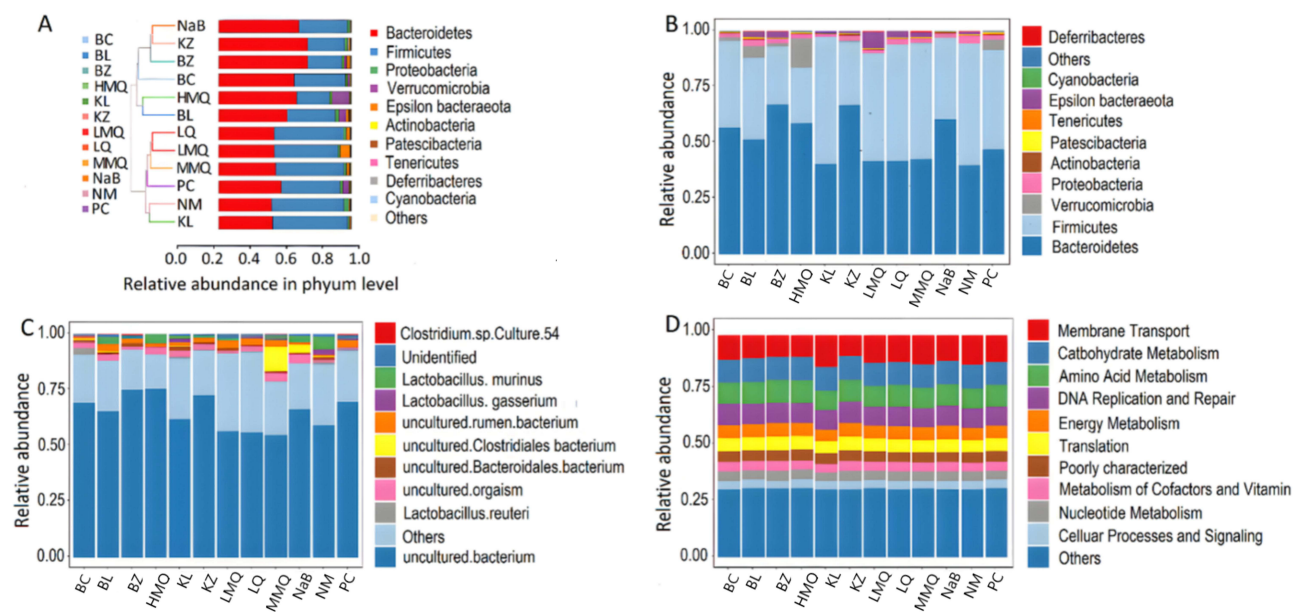 A
BC
BL
BZ
HMQ
KL
KZ
LMQ
LQ
MMQ
NaB
NM
PC
NaB
KZ
BZ
BC
HMQ
BL
LQ
LMQ
MMQ
PC
NM
KL
Bacteroidetes
Firmicutes
Proteobacteria
Verrucomicrobia
Epsilon bacteraeota
Actinobacteria
Patescibacteria
Tenericutes
Deferribacteres
Cyanobacteria
Others
0.0 0.2 0.4 0.6 0.8 1.0
Relative abundance in phyum level
B
Relative abundance
1.00
0.75
0.50
0.25
0.00
BC BL BZ HMQ KL KZ LMQ LQ MMQ NaB NM PC
Deferribacteres
Others
Cyanobacteria
Epsilon bacteraeota
Tenericutes
Patescibacteria
Actinobacteria
Proteobacteria
Verrucomicrobia
Firmicutes
Bacteroidetes
C
Relative abundance
1.00
0.75
0.50
0.25
0.00
BC BL BZ HMQ KL KZ LMQ LQ MMQ NaB NM PC
Clostridium.sp.Culture.54
Unidentified
Lactobacillus. murinus
Lactobacillus. gasserium
uncultured.rumen.bacterium
uncultured.Clostridiales bacterium
uncultured.Bacteroidales.bacterium
uncultured.orgaism
Lactobacillus.reuteri
Others
uncultured.bacterium
D
Relative abundance
1.00
0.75
0.50
0.25
0.00
BC BL BZ HMQ KL KZ LMQ LQ MMQ NaB NM PC
Membrane Transport
Catbohydrate Metabolism
Amino Acid Metabolism
DNA Replication and Repair
Energy Metabolism
Translation
Poorly characterized
Metabolism of Cofactors and Vitamin
Nucleotide Metabolism
Celluar Processes and Signaling
Others